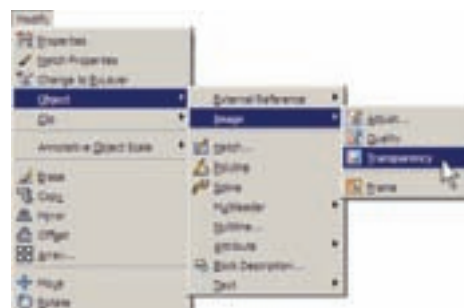 Modify
Properties
Match Properties
Change to ByLayer
Object
Clip
Annotative Object Scale
Erase
Copy
Mirror
Offset
Array...
Move
Rotate
External Reference
Image
Hatch...
Polyline
Spline
Multileader
Multiline...
Attribute
Block Description...
Text
Adjust...
Quality
Transparency
Frame